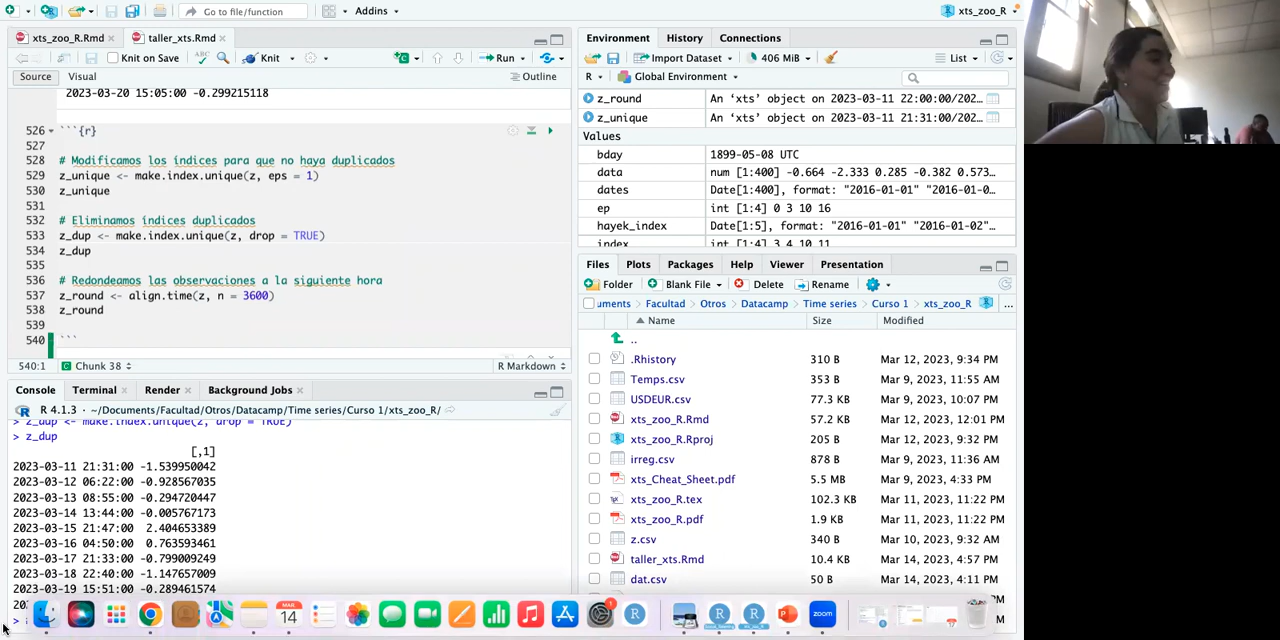 Go to file/function
Addins
xts_zoo_R
xts_zoo_R.Rmd
taller_xts.Rmd
Knit on Save
ABC
Knit
Run
Source
Visual
Outline
2023-03-20 15:05:00 -0.299215118
526 ```{r}
527
528 # Modificamos los índices para que no haya duplicados
529 z_unique <- make.index.unique(z, eps = 1)
530 z_unique
531
532 # Eliminamos índices duplicados
533 z_dup <- make.index.unique(z, drop = TRUE)
534 z_dup
535
536 # Redondeamos las observaciones a la siguiente hora
537 z_round <- align.time(z, n = 3600)
538 z_round
539
540 ```
540:1 Chunk 38 R Markdown
Console Terminal Render Background Jobs
R 4.1.3 · ~/Documents/Facultad/Otros/Datacamp/Time series/Curso 1/xts_zoo_R/
> z_dup <- make.index.unique(z, drop = TRUE)
> z_dup
[,1]
2023-03-11 21:31:00 -1.539950042
2023-03-12 06:22:00 -0.928567035
2023-03-13 08:55:00 -0.294720447
2023-03-14 13:44:00 -0.005767173
2023-03-15 21:47:00 2.404653389
2023-03-16 04:50:00 0.763593461
2023-03-17 21:33:00 -0.799009249
2023-03-18 22:40:00 -1.147657009
2023-03-19 15:51:00 -0.289461574
Environment History Connections
Import Dataset 406 MiB List
R Global Environment
z_round An ‘xts’ object on 2023-03-11 22:00:00/202…
z_unique An ‘xts’ object on 2023-03-11 21:31:00/202…
Values
bday 1899-05-08 UTC
data num [1:400] -0.664 -2.333 0.285 -0.382 0.573…
dates Date[1:400], format: "2016-01-01" "2016-01-0…
ep int [1:4] 0 3 10 16
hayek_index Date[1:5], format: "2016-01-01" "2016-01-02"…
index int [1:4] 3 4 10 11
Files Plots Packages Help Viewer Presentation
Folder Blank File Delete Rename
uments Facultad Otros Datacamp Time series Curso 1 xts_zoo_R ...
Name Size Modified
..
.Rhistory 310 B Mar 12, 2023, 9:34 PM
Temps.csv 353 B Mar 9, 2023, 11:55 AM
USDEUR.csv 77.3 KB Mar 9, 2023, 10:07 PM
xts_zoo_R.Rmd 57.2 KB Mar 12, 2023, 12:01 PM
xts_zoo_R.Rproj 205 B Mar 12, 2023, 9:32 PM
irreg.csv 878 B Mar 9, 2023, 11:36 AM
xts_Cheat_Sheet.pdf 5.5 MB Mar 9, 2023, 4:33 PM
xts_zoo_R.tex 102.3 KB Mar 11, 2023, 11:22 PM
xts_zoo_R.pdf 1.9 KB Mar 11, 2023, 11:22 PM
z.csv 340 B Mar 10, 2023, 9:32 AM
taller_xts.Rmd 10.4 KB Mar 14, 2023, 4:57 PM
dat.csv 50 B Mar 14, 2023, 4:11 PM
MAR
14
zoom